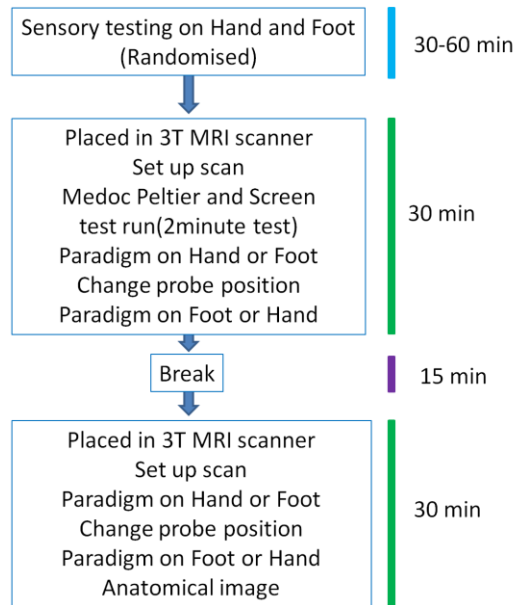 Sensory testing on Hand and Foot
(Randomised)
30-60 min
Placed in 3T MRI scanner
Set up scan
Medoc Peltier and Screen
test run(2minute test)
Paradigm on Hand or Foot
Change probe position
Paradigm on Foot or Hand
30 min
Break
15 min
Placed in 3T MRI scanner
Set up scan
Paradigm on Hand or Foot
Change probe position
Paradigm on Foot or Hand
Anatomical image
30 min